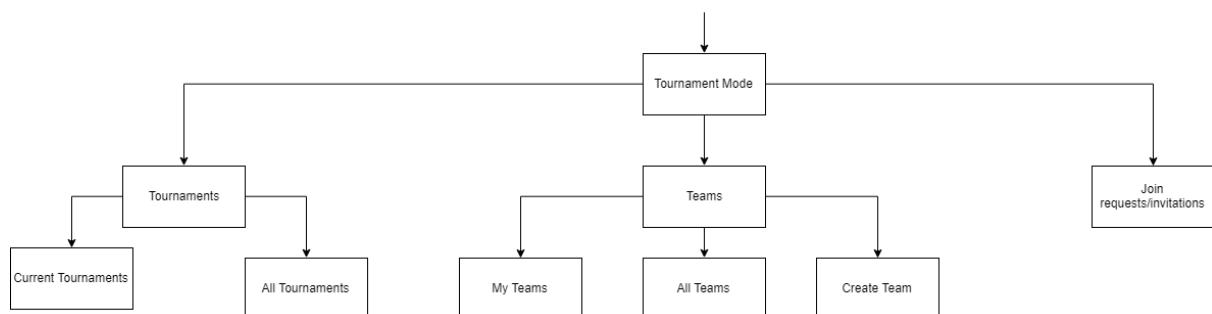 Tournament Mode
Tournaments
Teams
Join
requests/invitations
Current Tournaments
All Tournaments
My Teams
All Teams
Create Team